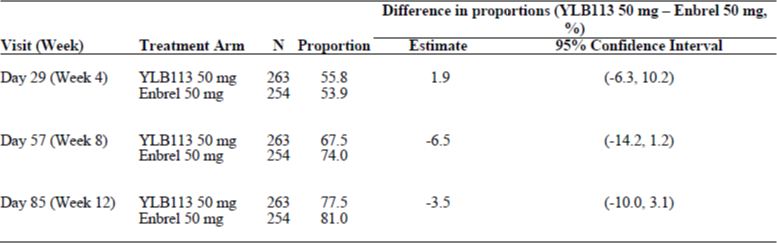 Difference in proportions (YLB113 50 mg – Enbrel 50 mg, %)
Visit (Week) Treatment Arm N Proportion Estimate 95% Confidence Interval
Day 29 (Week 4) YLB113 50 mg 263 55.8 1.9 (-6.3, 10.2)
Enbrel 50 mg 254 53.9
Day 57 (Week 8) YLB113 50 mg 263 67.5 -6.5 (-14.2, 1.2)
Enbrel 50 mg 254 74.0
Day 85 (Week 12) YLB113 50 mg 263 77.5 -3.5 (-10.0, 3.1)
Enbrel 50 mg 254 81.0